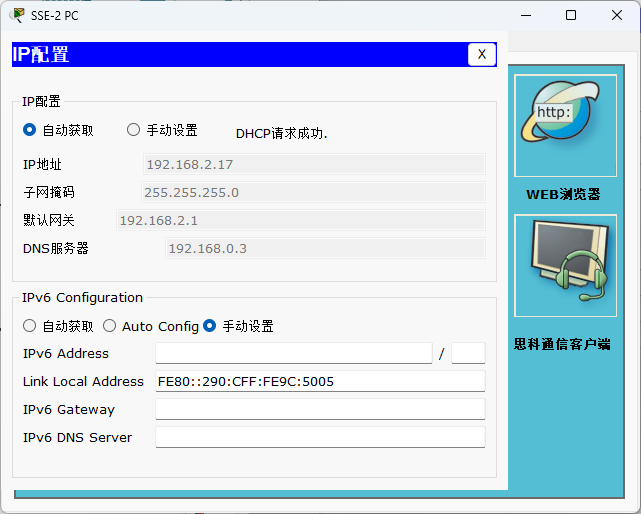 SSE-2 PC
IP配置
X
IP配置
自动获取
手动设置
DHCP请求成功.
IP地址
192.168.2.17
子网掩码
255.255.255.0
默认网关
192.168.2.1
DNS服务器
192.168.0.3
IPv6 Configuration
自动获取
Auto Config
手动设置
IPv6 Address
/
Link Local Address
FE80::290:CFF:FE9C:5005
IPv6 Gateway
IPv6 DNS Server
http:
WEB浏览器
思科通信客户端